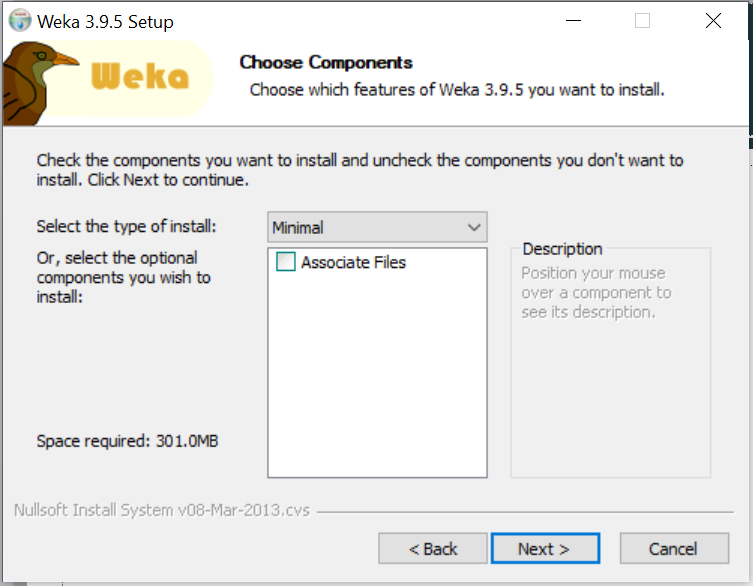 Weka 3.9.5 Setup
Weka
Choose Components
Choose which features of Weka 3.9.5 you want to install.
Check the components you want to install and uncheck the components you don't want to
install. Click Next to continue.
Select the type of install:
Minimal
Or, select the optional
components you wish to
install:
Associate Files
Description
Position your mouse
over a component to
see its description.
Space required: 301.0MB
Nullsoft Install System v08-Mar-2013.cvs
< Back
Next >
Cancel